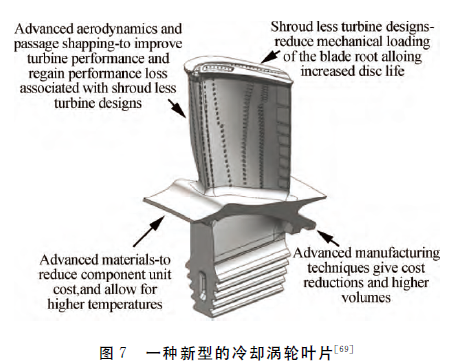 Advanced aerodynamics and
passage shapping-to improve
turbine performance and
regain performance loss
associated with shroud less
turbine designs
Shroud less turbine designs-
reduce mechanical loading
of the blade root alloing
increased disc life
Advanced materials-to
reduce component unit
cost,and allow for
higher temperatures
Advanced manufacturing
techniques give cost
reductions and higher
volumes
图 7 一种新型的冷却涡轮叶片[69]